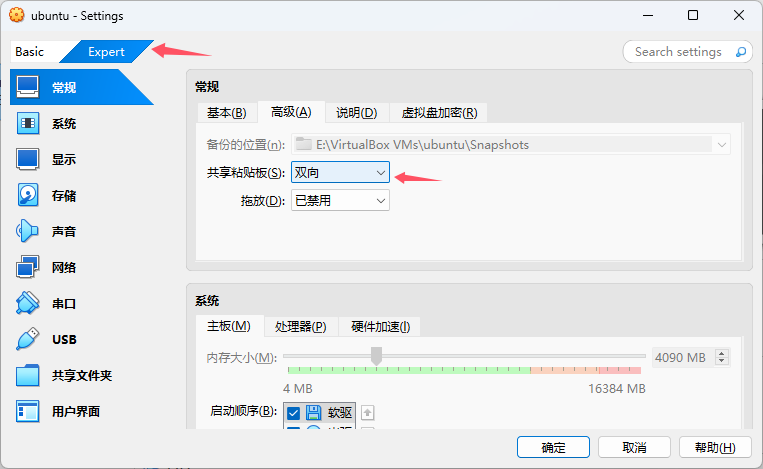 ubuntu - Settings
Basic Expert Search settings
常规
系统
显示
存储
声音
网络
串口
USB
共享文件夹
用户界面
常规
基本(B) 高级(A) 说明(D) 虚拟盘加密(R)
备份的位置(n): E:\VirtualBox VMs\ubuntu\Snapshots
共享粘贴板(S): 双向
拖放(D): 已禁用
系统
主板(M) 处理器(P) 硬件加速(l)
内存大小(M): 4090 MB
4 MB 16384 MB
启动顺序(B): 软驱
确定 取消 帮助(H)